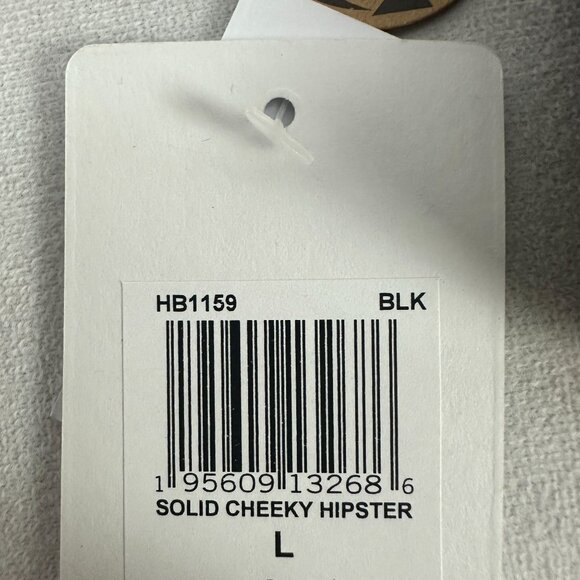 HB1159 BLK
1 95609 13268 6
SOLID CHEEKY HIPSTER
L